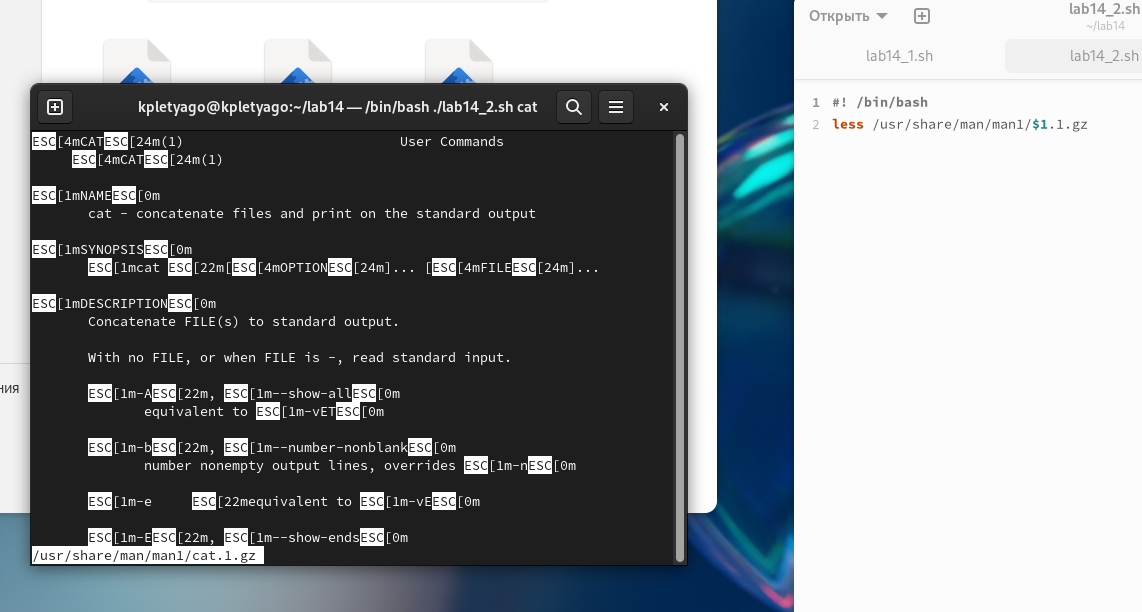 Открыть
lab14_2.sh
~/lab14
lab14_1.sh
lab14_2.sh
1 #! /bin/bash
2 less /usr/share/man/man1/$1.1.gz
kpletyago@kpletyago:~/lab14 — /bin/bash ./lab14_2.sh cat
ESC[4mCATESC[24m(1) User Commands
ESC[4mCATESC[24m(1)
ESC[1mNAMEESC[0m
cat - concatenate files and print on the standard output
ESC[1mSYNOPSISESC[0m
ESC[1mcat ESC[22m[ESC[4mOPTIONESC[24m]... [ESC[4mFILEESC[24m]...
ESC[1mDESCRIPTIONESC[0m
Concatenate FILE(s) to standard output.
With no FILE, or when FILE is -, read standard input.
ESC[1m-AESC[22m, ESC[1m--show-allESC[0m
equivalent to ESC[1m-vETESC[0m
ESC[1m-bESC[22m, ESC[1m--number-nonblankESC[0m
number nonempty output lines, overrides ESC[1m-nESC[0m
ESC[1m-e ESC[22mequivalent to ESC[1m-vEESC[0m
ESC[1m-EESC[22m, ESC[1m--show-endsESC[0m
/usr/share/man/man1/cat.1.gz
ния